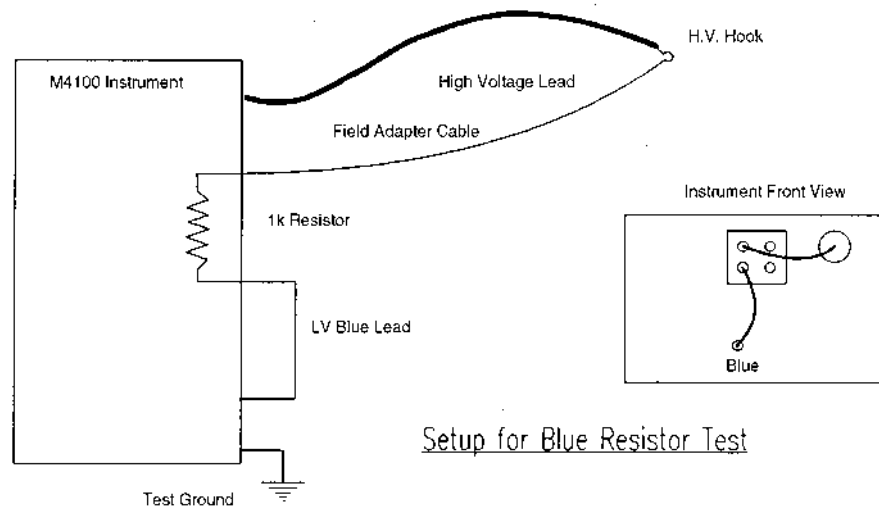 H.V. Hook
M4100 Instrument
High Voltage Lead
Field Adapter Cable
Instrument Front View
1k Resistor
LV Blue Lead
Blue
Setup for Blue Resistor Test
Test Ground